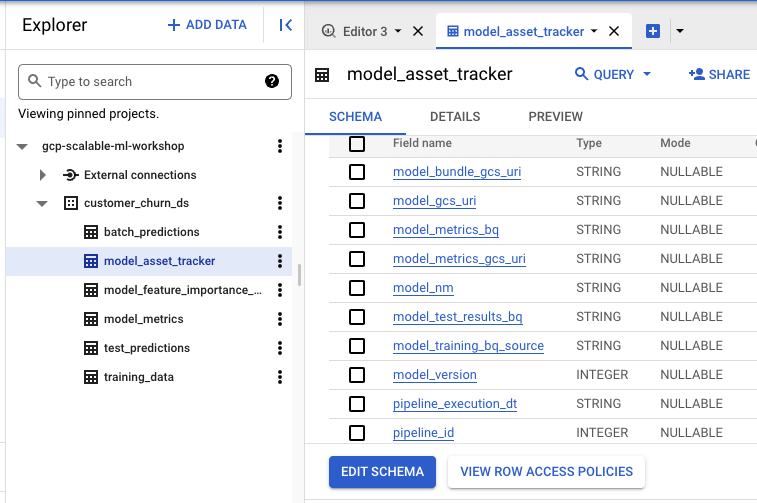 Explorer
+ ADD DATA
Type to search
Viewing pinned projects.
gcp-scalable-ml-workshop
External connections
customer_churn_ds
batch_predictions
model_asset_tracker
model_feature_importance_...
model_metrics
test_predictions
training_data
Editor 3
model_asset_tracker
model_asset_tracker
QUERY
SHARE
SCHEMA DETAILS PREVIEW
Field name Type Mode
model_bundle_gcs_uri STRING NULLABLE
model_gcs_uri STRING NULLABLE
model_metrics_bq STRING NULLABLE
model_metrics_gcs_uri STRING NULLABLE
model_nm STRING NULLABLE
model_test_results_bq STRING NULLABLE
model_training_bq_source STRING NULLABLE
model_version INTEGER NULLABLE
pipeline_execution_dt STRING NULLABLE
pipeline_id INTEGER NULLABLE
EDIT SCHEMA VIEW ROW ACCESS POLICIES